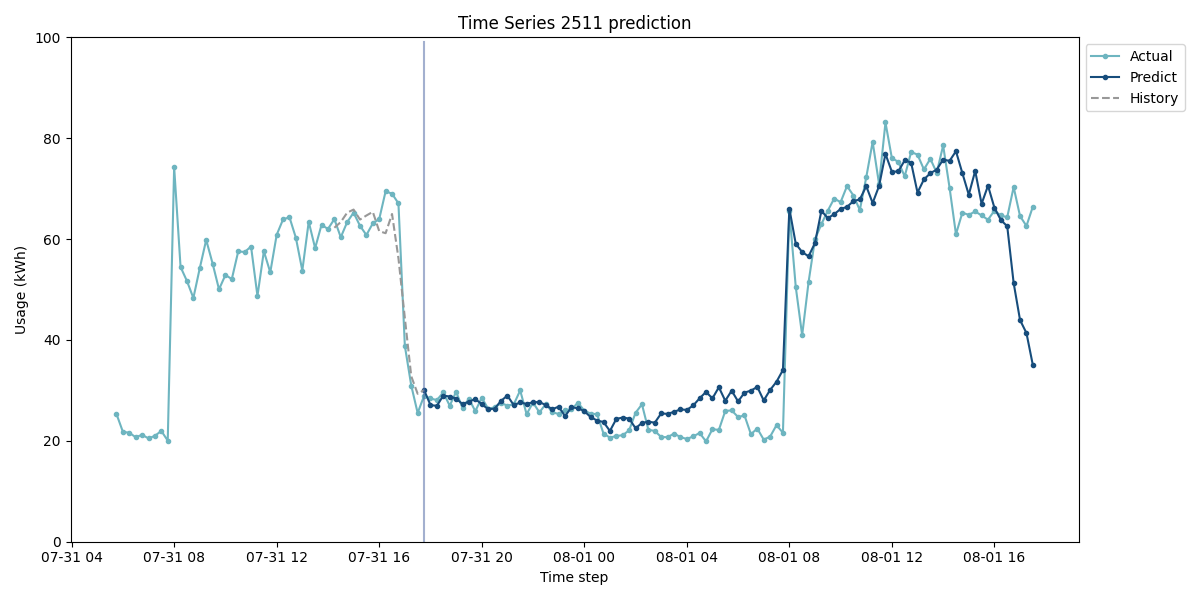 Time Series 2511 prediction
Usage (kWh)
100
80
60
40
20
0
07-31 04
07-31 08
07-31 12
07-31 16
07-31 20
08-01 00
08-01 04
08-01 08
08-01 12
08-01 16
Time step
Actual
Predict
History